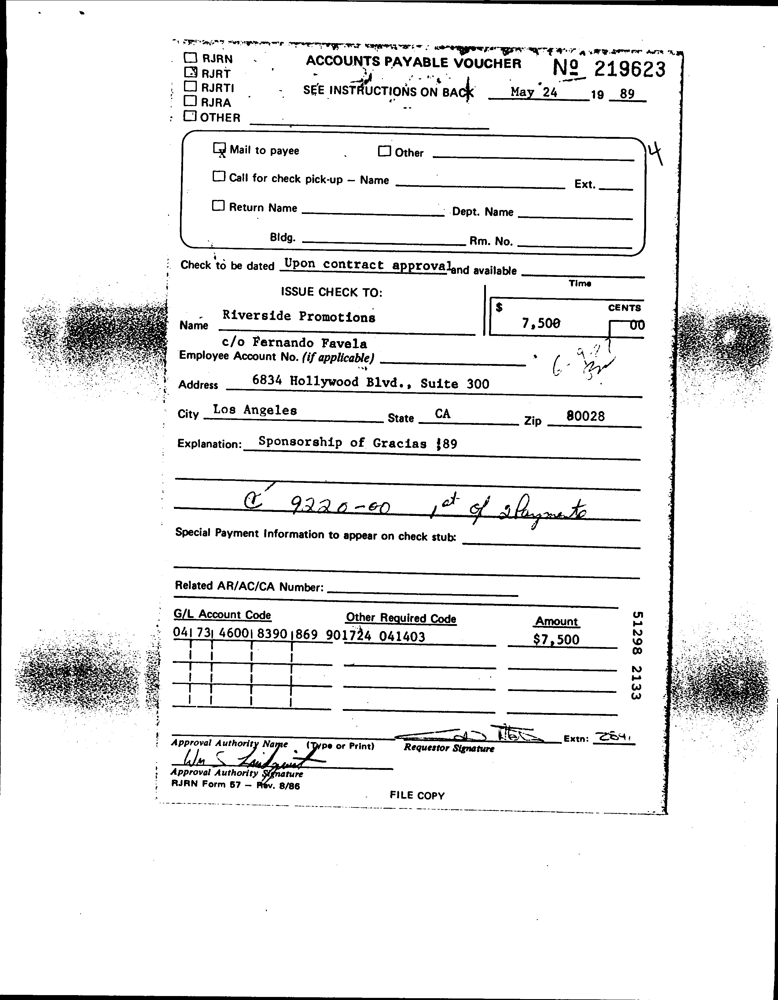 ☐ RJRN
☒ RJRT
☐ RJRTI
☐ RJRA
☐ OTHER
ACCOUNTS PAYABLE VOUCHER
Nº 219623
SEE INSTRUCTIONS ON BACK
May 24 19 89
4
☒ Mail to payee ☐ Other
☐ Call for check pick-up — Name Ext.
☐ Return Name Dept. Name
Bldg. Rm. No.
Check to be dated Upon contract approval and available
Time
ISSUE CHECK TO:
$ CENTS
Name Riverside Promotions 7,500 00
c/o Fernando Favela
Employee Account No. (if applicable)
Address 6834 Hollywood Blvd., Suite 300
City Los Angeles State CA Zip 80028
Explanation: Sponsorship of Gracias '89
9220-00 1st of 2 Payments
Special Payment Information to appear on check stub:
Related AR/AC/CA Number:
G/L Account Code Other Required Code Amount
04 73 4600 8390 869 901724 041403 $7,500
51298 2133
Approval Authority Name (Type or Print) Requestor Signature Extn:
Approval Authority Signature
RJRN Form 57 — Rev. 8/86
FILE COPY